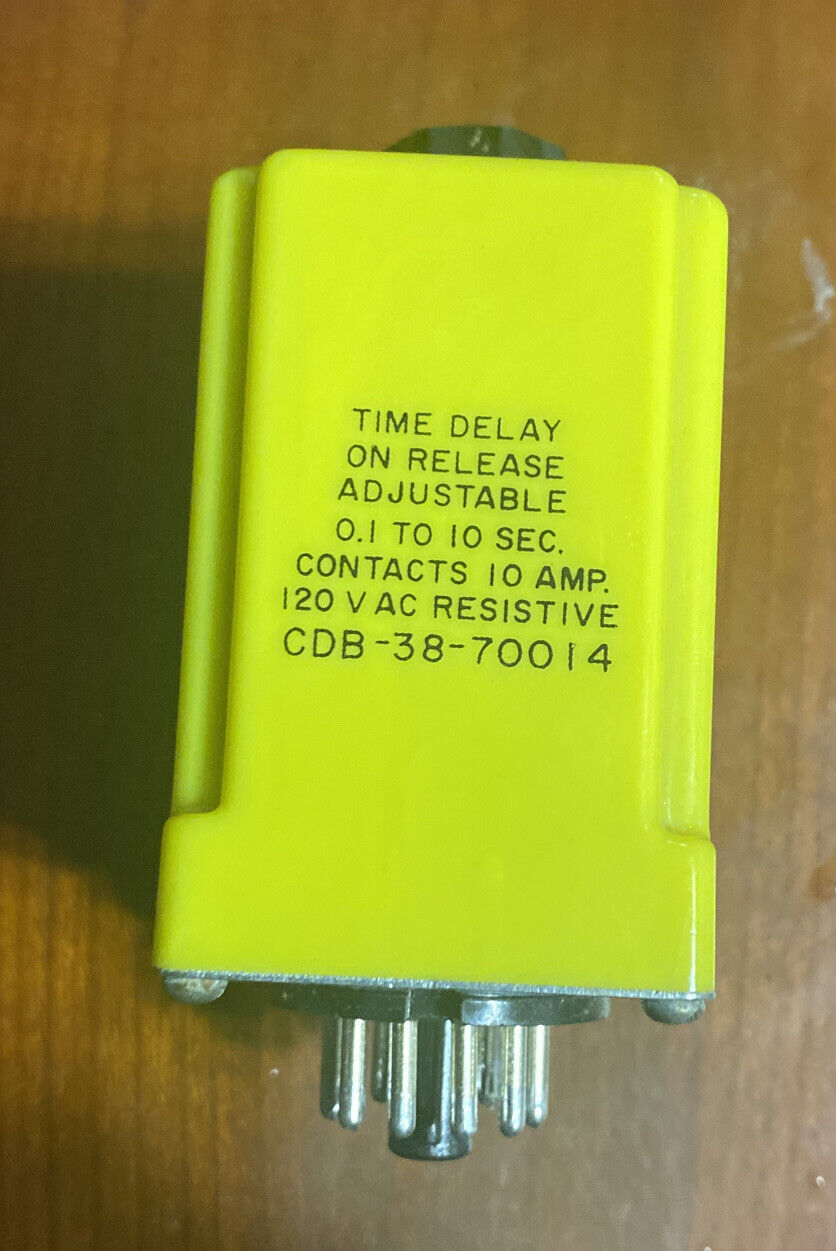 TIME DELAY
ON RELEASE
ADJUSTABLE
0.1 TO 10 SEC.
CONTACTS 10 AMP.
120 V AC RESISTIVE
CDB-38-70014